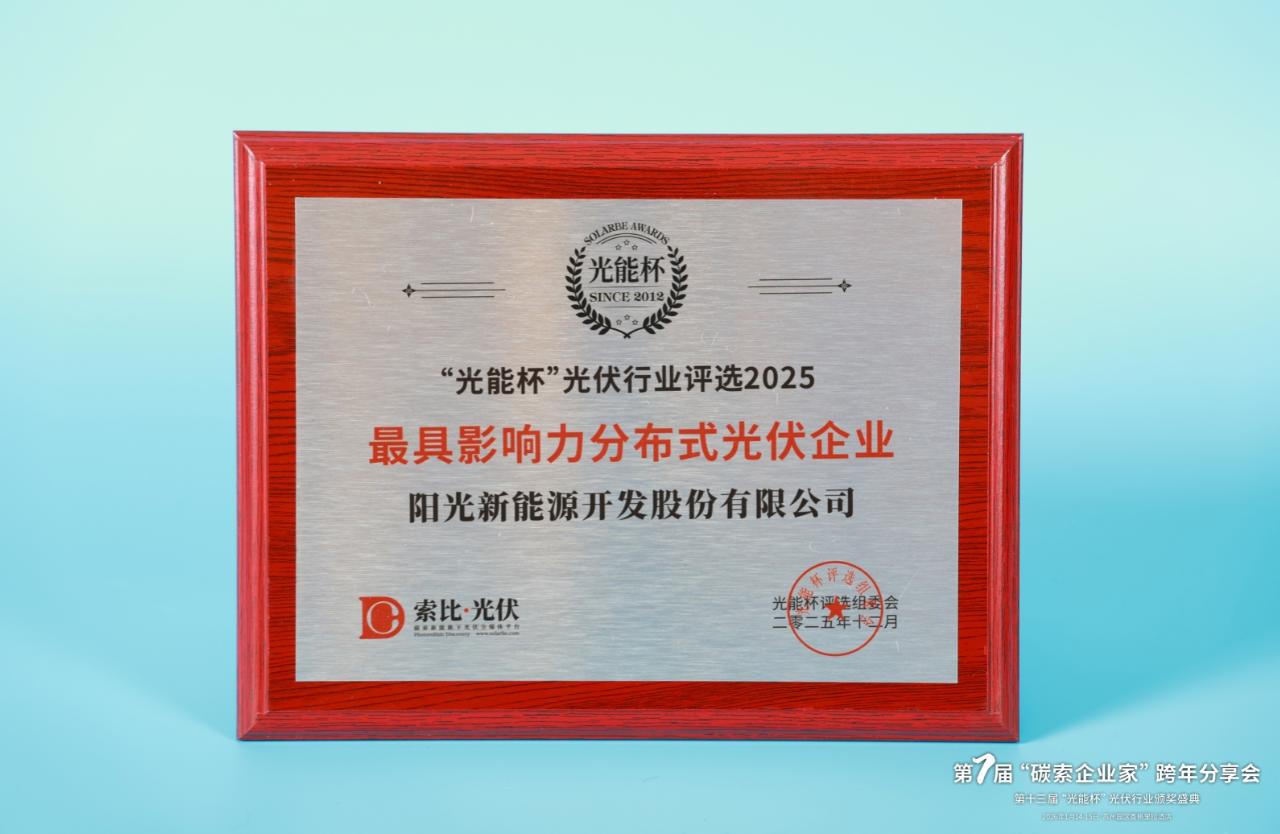 SOLARBE AWARDS
光能杯
SINCE 2012
“光能杯”光伏行业评选2025
最具影响力分布式光伏企业
阳光新能源开发股份有限公司
索比·光伏
www.solarbe.com
光能杯评选组委会
二零二五年十二月
第7届“碳索企业家”跨年分享会
第十三届“光能杯”光伏行业颁奖盛典